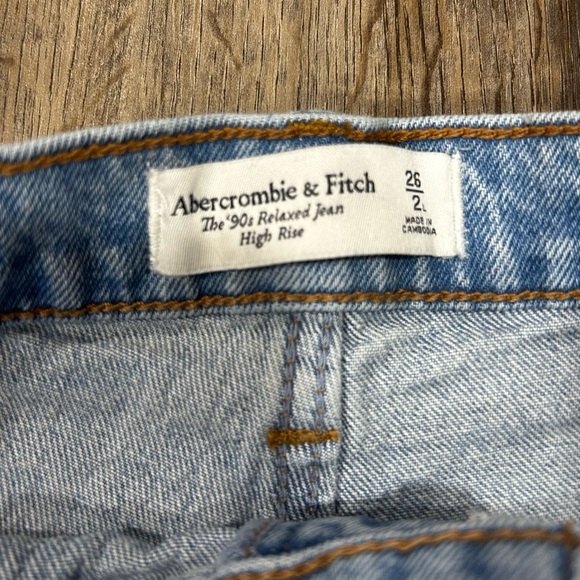 Abercrombie & Fitch
The '90s Relaxed Jean
High Rise
26
2L
MADE IN
CAMBODIA